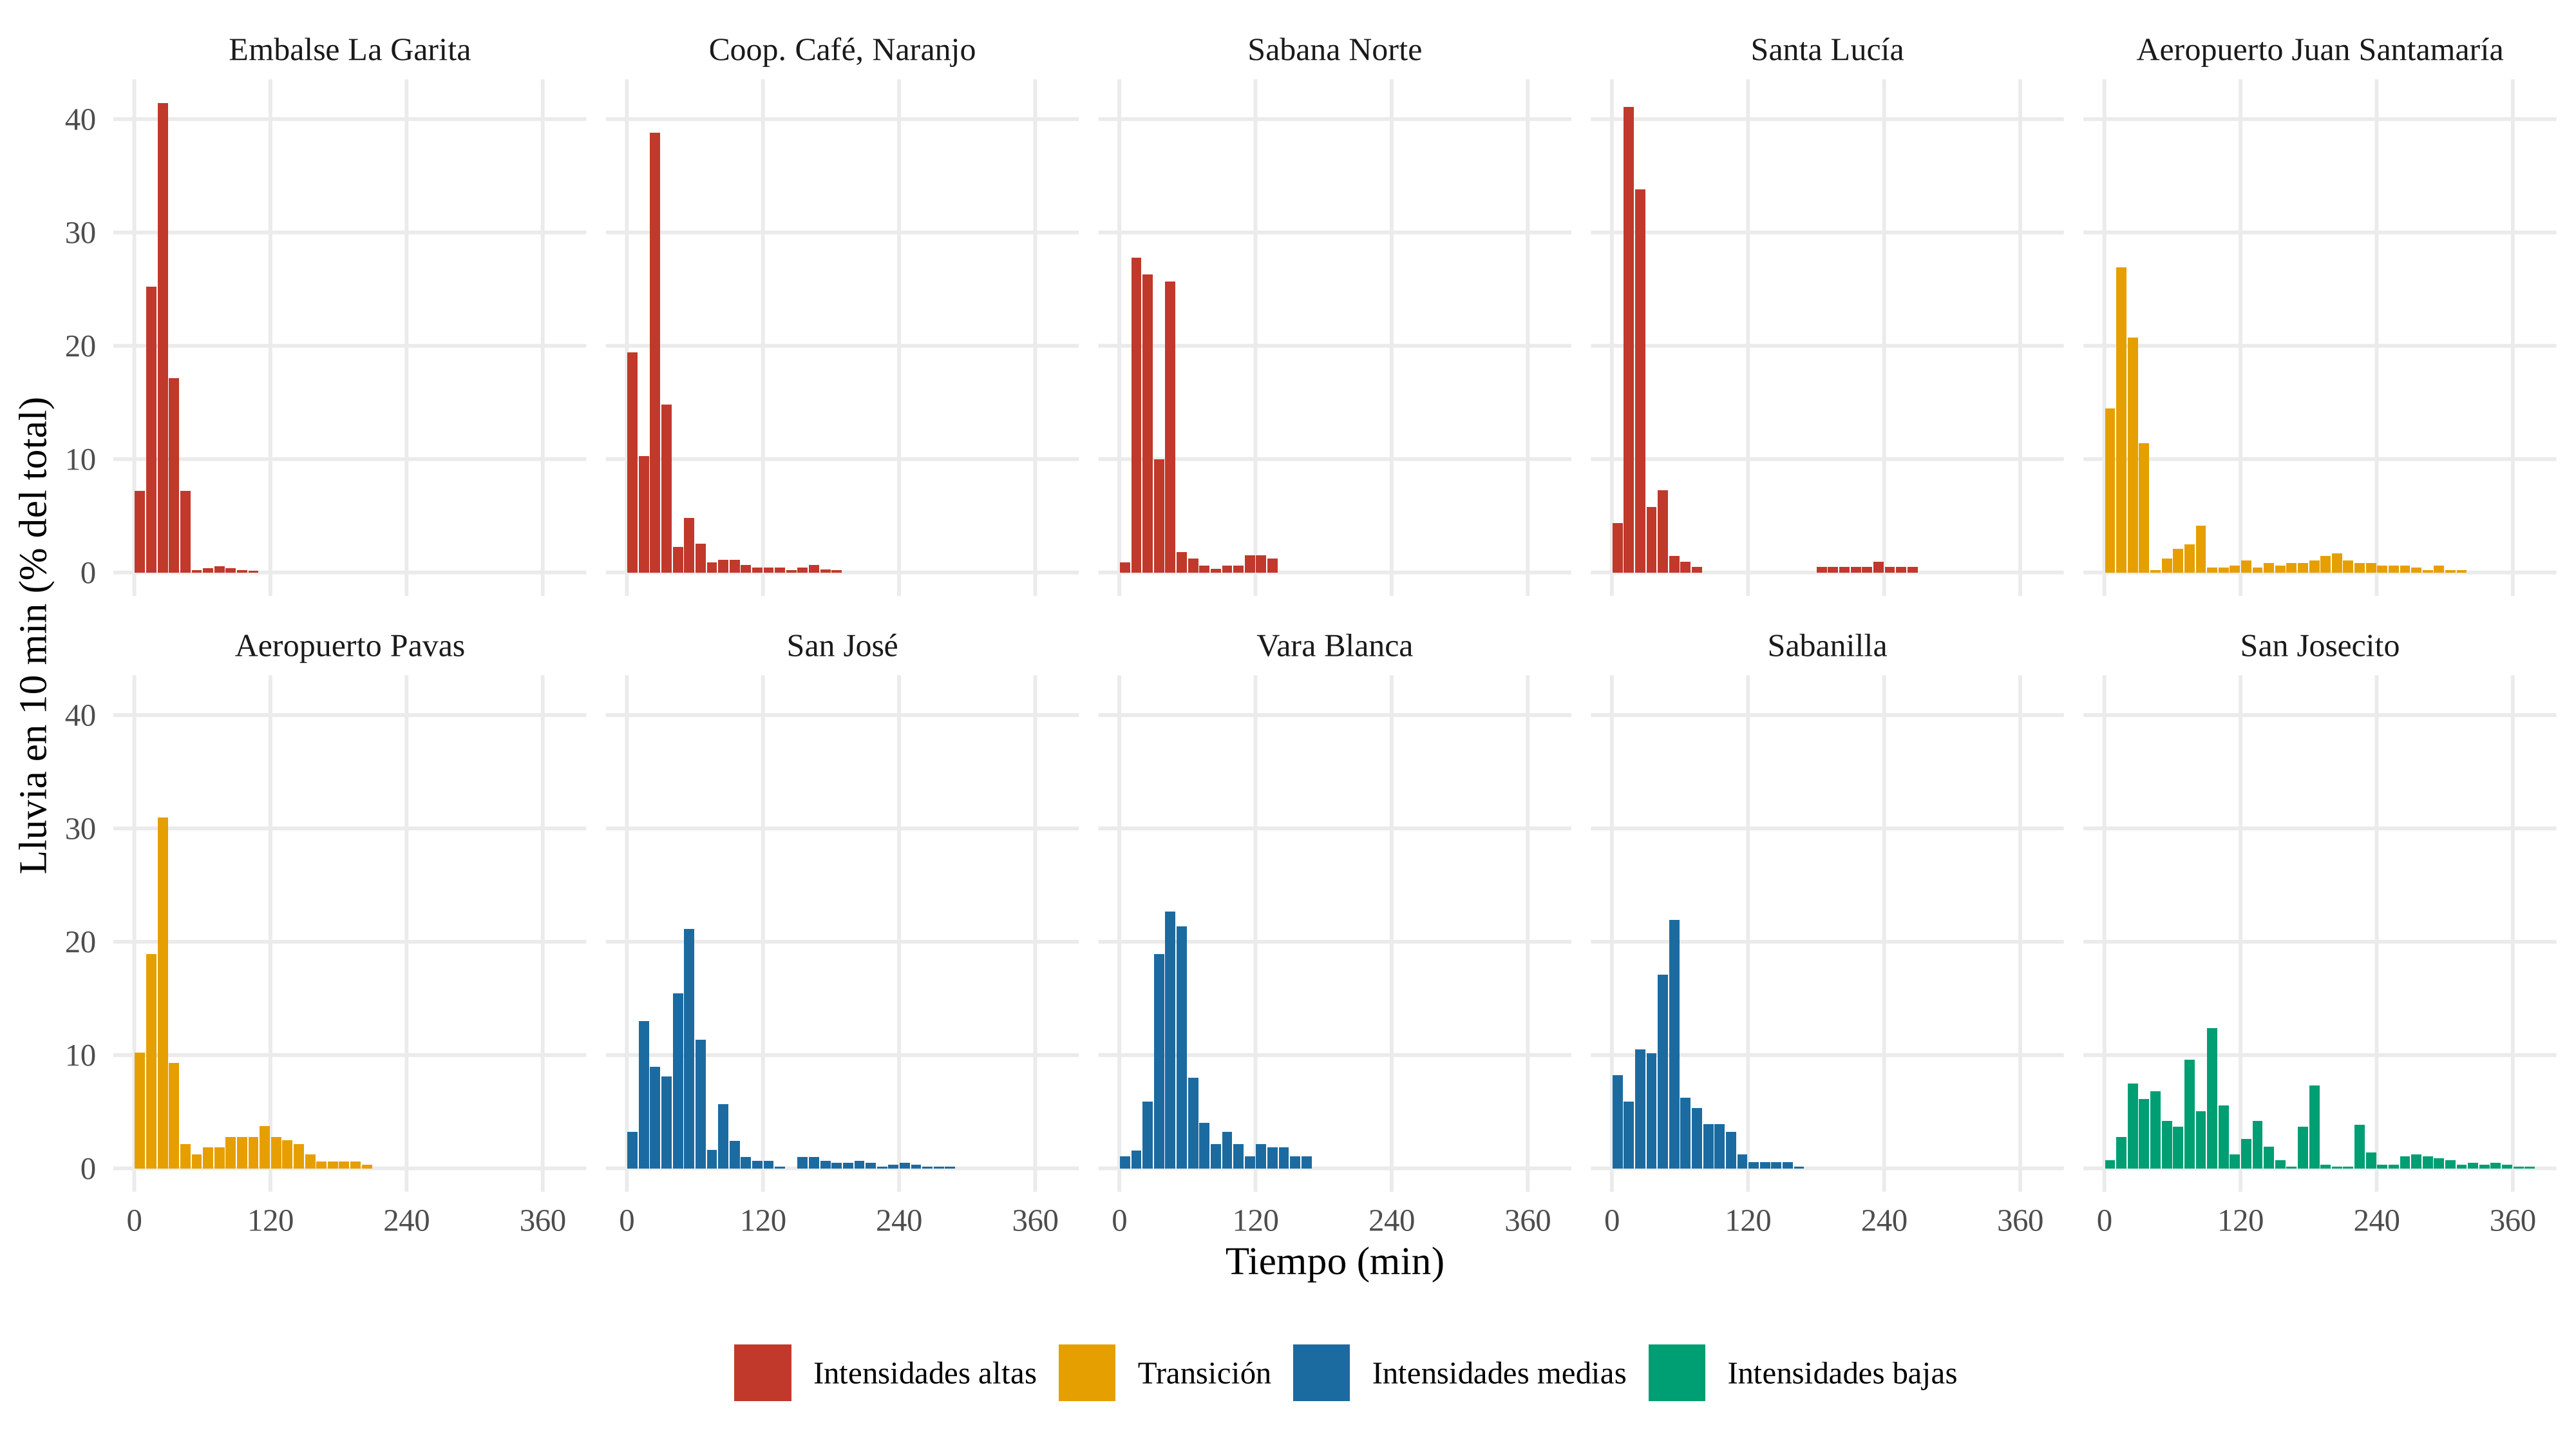 Embalse La Garita
Coop. Café, Naranjo
Sabana Norte
Santa Lucía
Aeropuerto Juan Santamaría
40
30
20
10
0
Aeropuerto Pavas
San José
Vara Blanca
Sabanilla
San Josecito
40
30
20
10
0
0 120 240 360
0 120 240 360
0 120 240 360
0 120 240 360
0 120 240 360
Lluvia en 10 min (% del total)
Tiempo (min)
Intensidades altas
Transición
Intensidades medias
Intensidades bajas